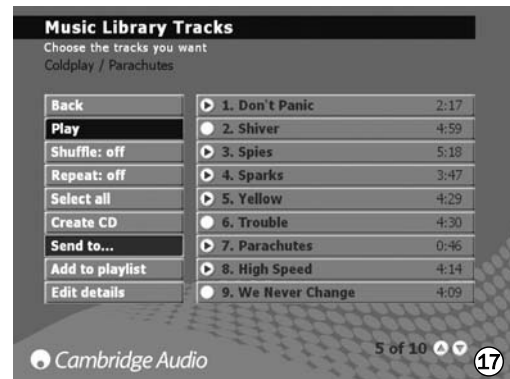 Music Library Tracks
Choose the tracks you want
Coldplay / Parachutes
Back
Play
Shuffle: off
Repeat: off
Select all
Create CD
Send to...
Add to playlist
Edit details
1. Don't Panic 2:17
2. Shiver 4:59
3. Spies 5:18
4. Sparks 3:47
5. Yellow 4:29
6. Trouble 4:30
7. Parachutes 0:46
8. High Speed 4:14
9. We Never Change 4:09
5 of 10
Cambridge Audio
17